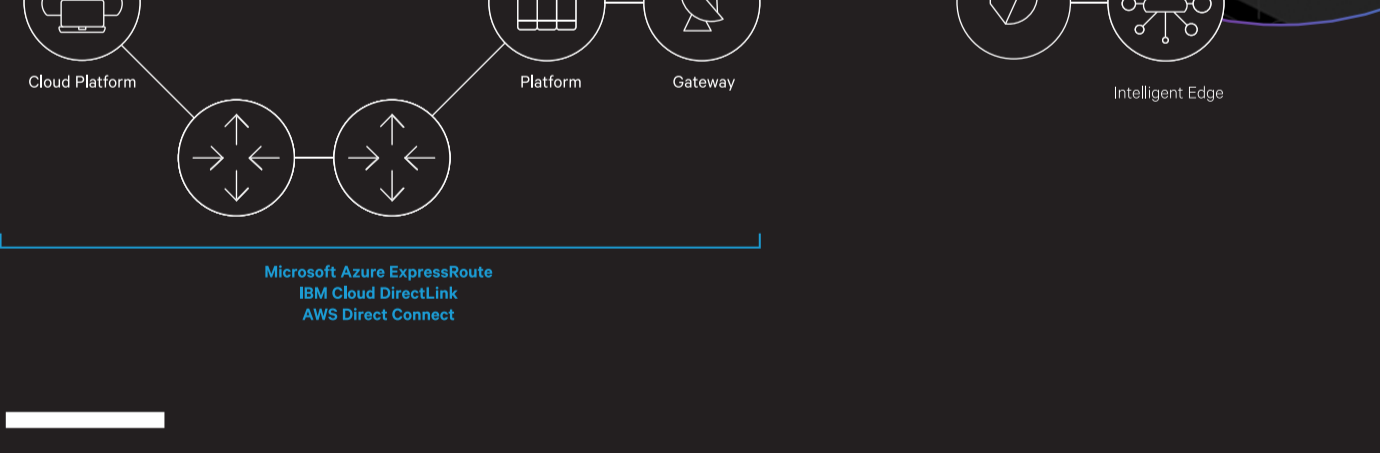 Cloud Platform
Platform
Gateway
Intelligent Edge
Microsoft Azure ExpressRoute
IBM Cloud DirectLink
AWS Direct Connect